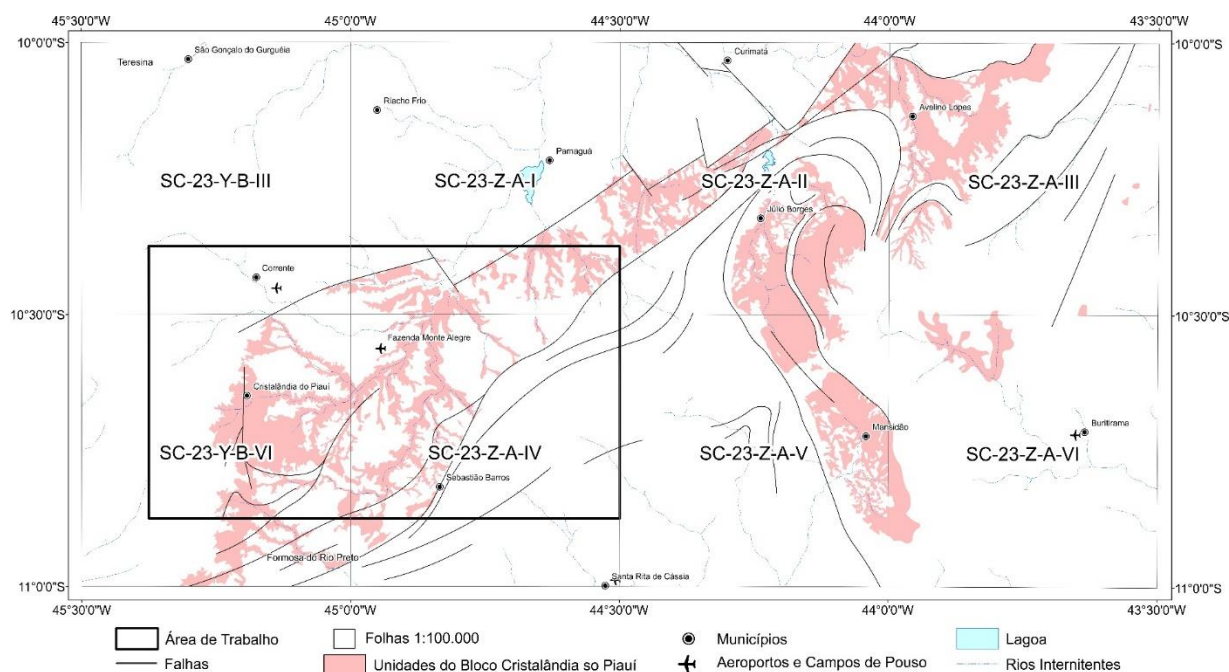 45°30'0"W 45°0'0"W 44°30'0"W 44°0'0"W 43°30'0"W
10°0'0"S 10°0'0"S
São Gonçalo do Gurguéia
Teresina
Curimatá
Riacho Frio
Avelino Lopes
Parnaguá
SC-23-Y-B-III SC-23-Z-A-I SC-23-Z-A-II SC-23-Z-A-III
Júlio Borges
Corrente
10°30'0"S 10°30'0"S
Fazenda Monte Alegre
Cristalândia do Piauí
Mansidão
Buritirama
SC-23-Y-B-VI SC-23-Z-A-IV SC-23-Z-A-V SC-23-Z-A-VI
Sebastião Barros
Formosa do Rio Preto
Santa Rita de Cássia
11°0'0"S 11°0'0"S
45°30'0"W 45°0'0"W 44°30'0"W 44°0'0"W 43°30'0"W
Área de Trabalho Folhas 1:100.000 Municípios Lagoa
Falhas Unidades do Bloco Cristalândia so Piauí Aeroportos e Campos de Pouso Rios Internitentes